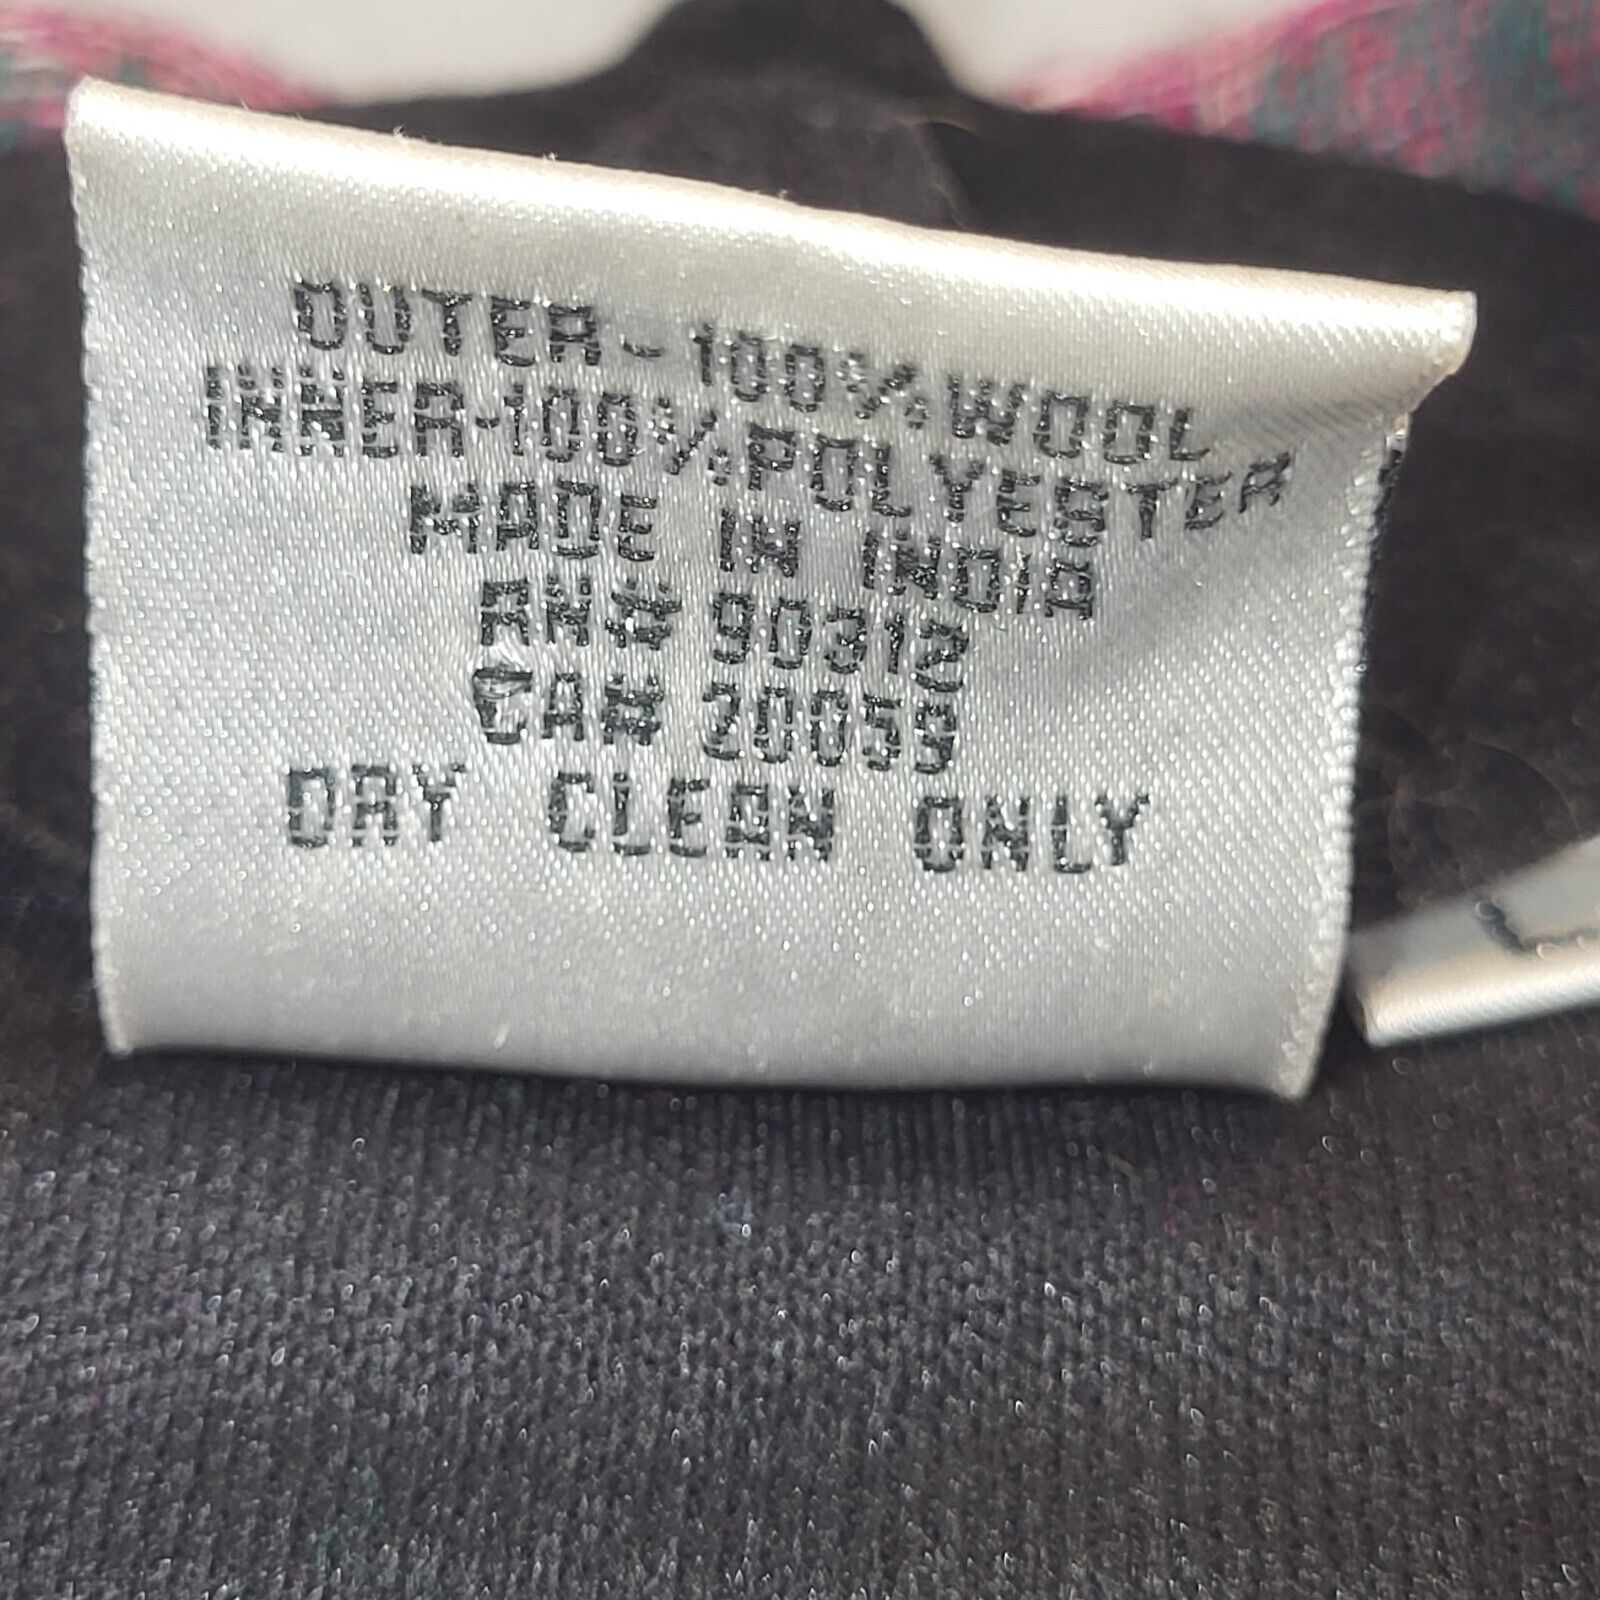 OUTER-100%.WOOL
INNER-100%.POLYESTER
MADE IN INDIA
RN# 90312
CA# 20059
DRY CLEAN ONLY
L